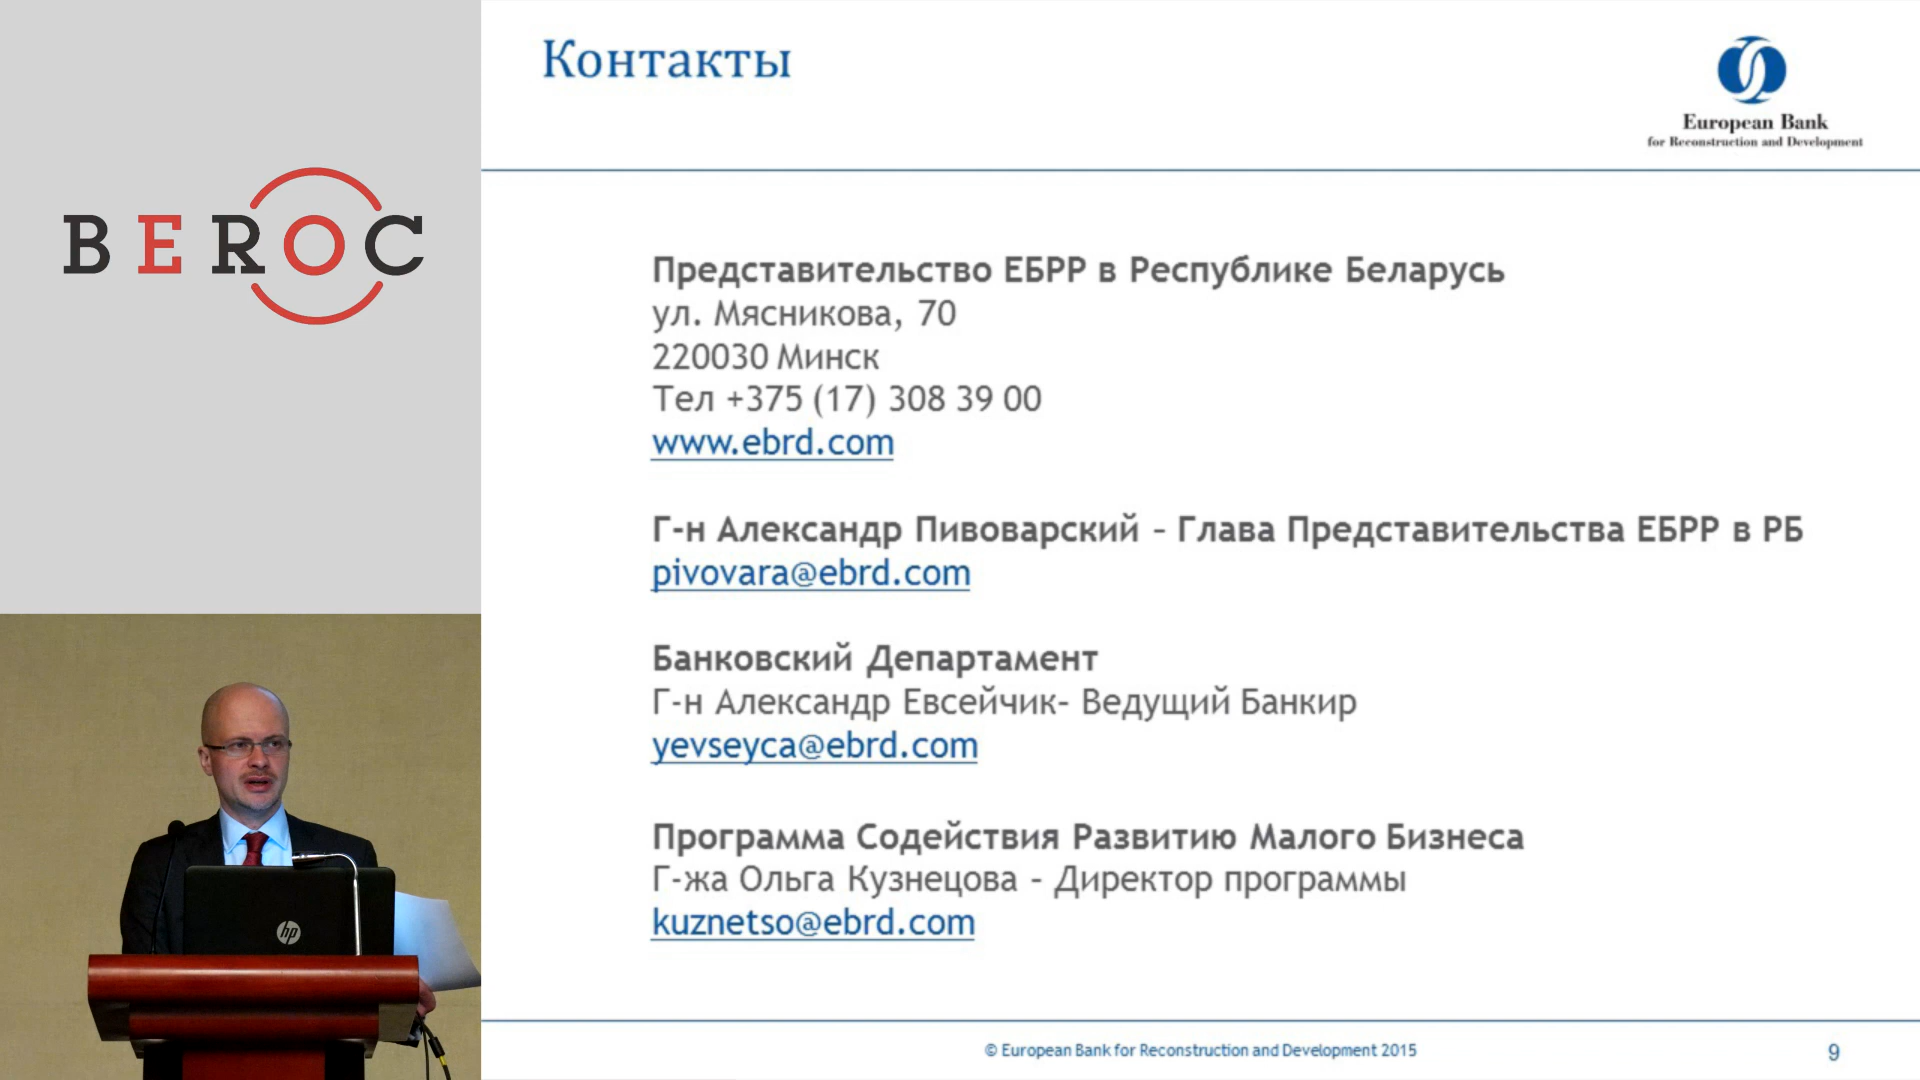 BEROC
Контакты
European Bank
for Reconstruction and Development
Представительство ЕБРР в Республике Беларусь
ул. Мясникова, 70
220030 Минск
Тел +375 (17) 308 39 00
www.ebrd.com
Г-н Александр Пивоварский – Глава Представительства ЕБРР в РБ
pivovara@ebrd.com
Банковский Департамент
Г-н Александр Евсейчик– Ведущий Банкир
yevseyca@ebrd.com
Программа Содействия Развитию Малого Бизнеса
Г-жа Ольга Кузнецова – Директор программы
kuznetso@ebrd.com
© European Bank for Reconstruction and Development 2015
9
hp